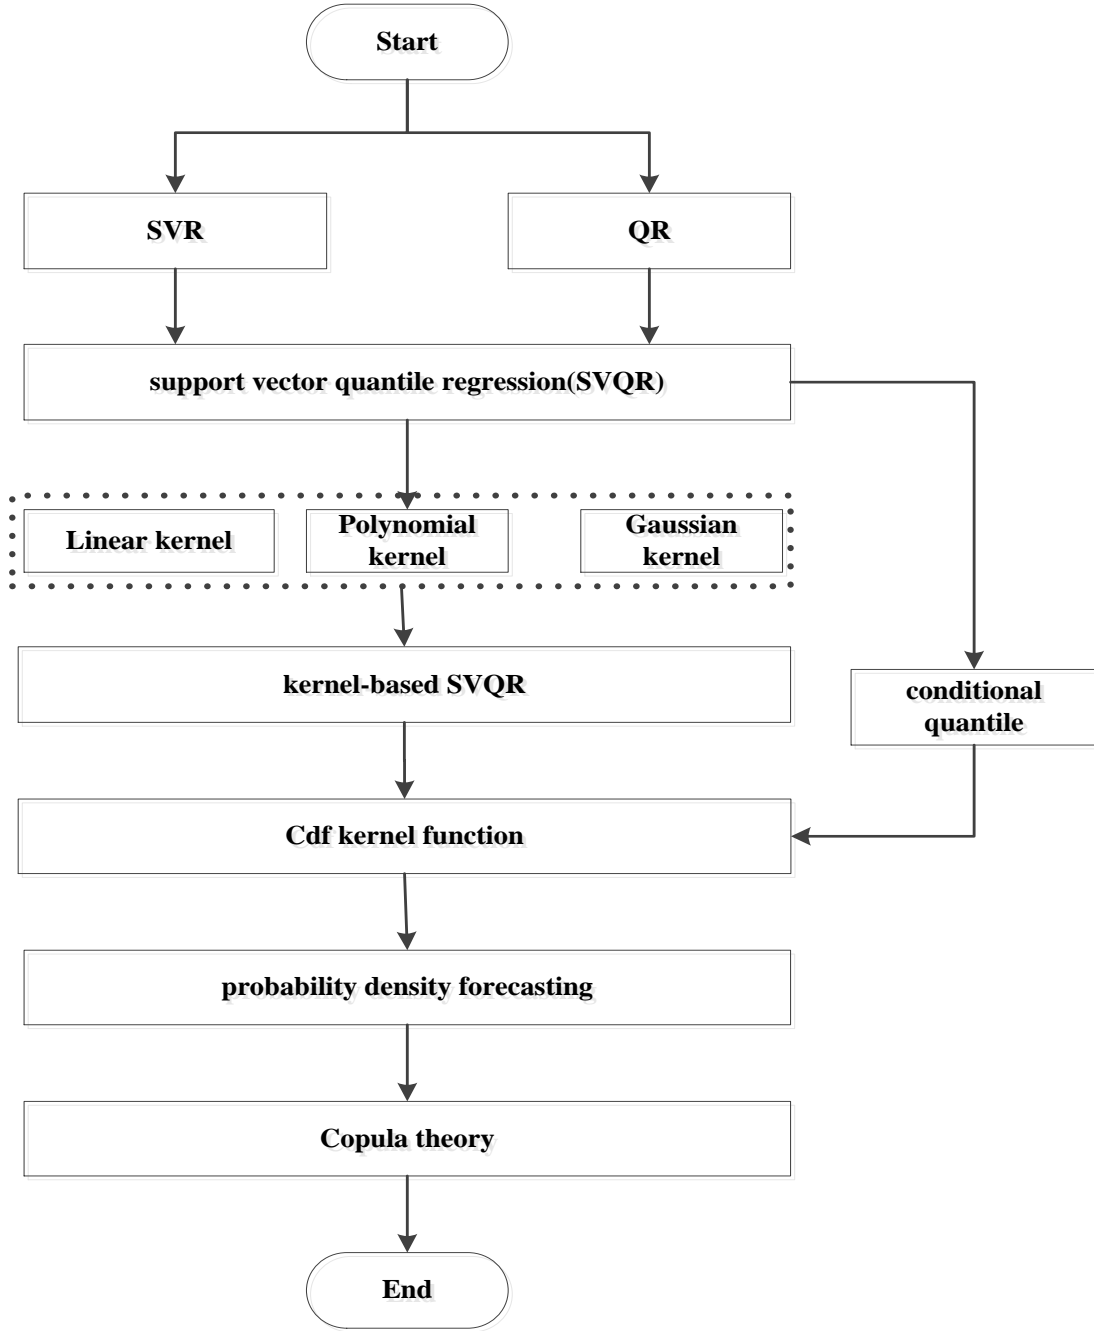 Start
SVR
QR
support vector quantile regression(SVQR)
Linear kernel
Polynomial
kernel
Gaussian
kernel
kernel-based SVQR
conditional
quantile
Cdf kernel function
probability density forecasting
Copula theory
End